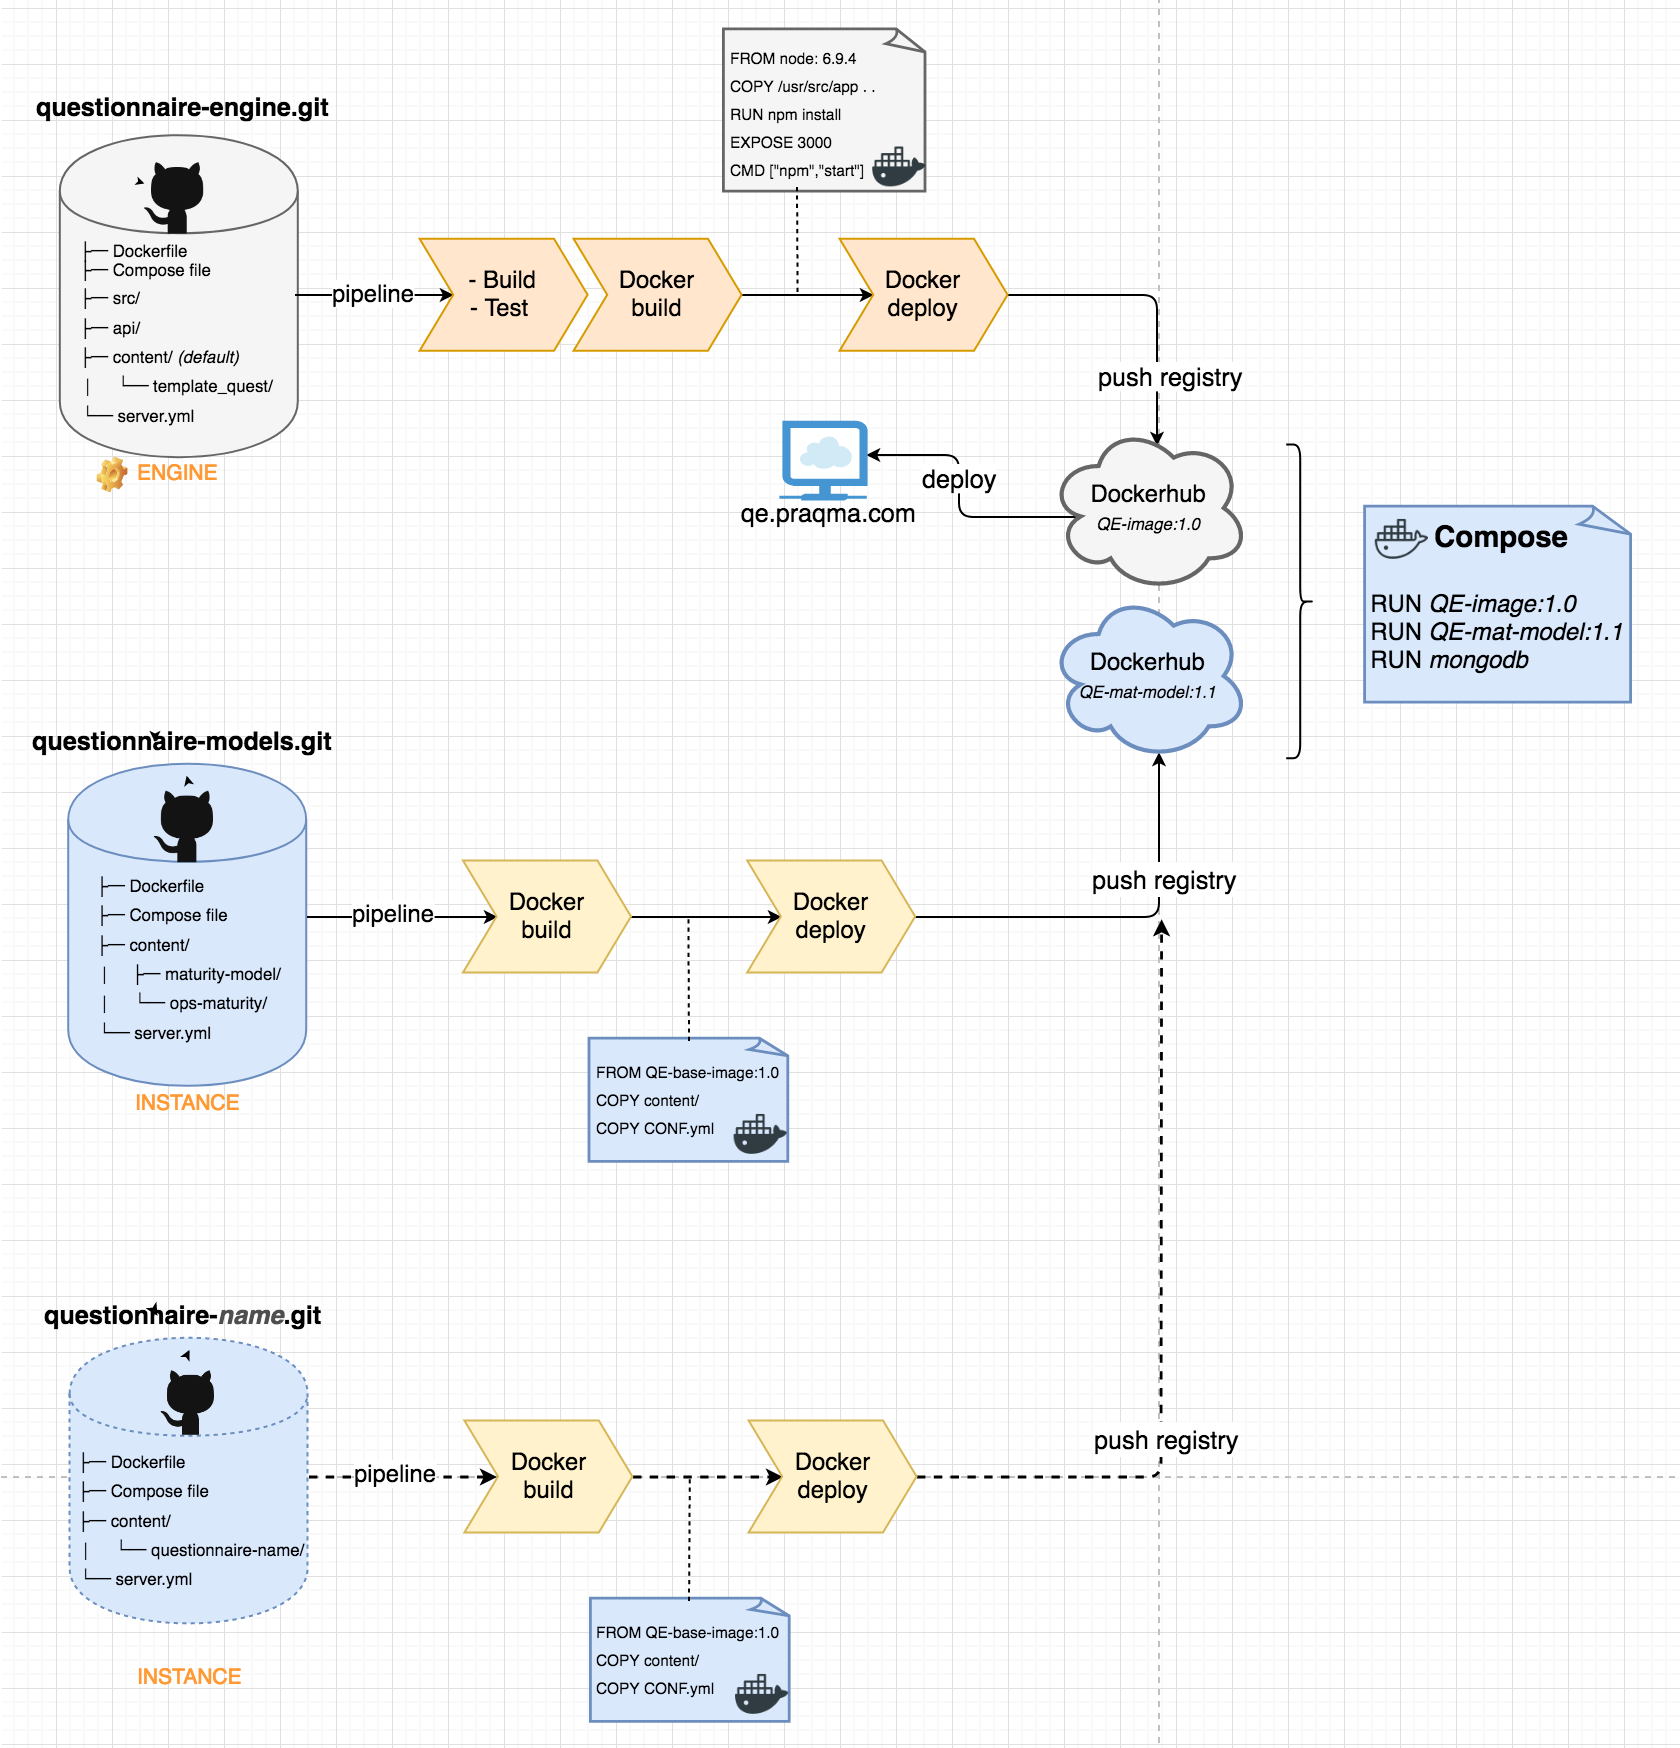 FROM node: 6.9.4
COPY /usr/src/app . .
RUN npm install
EXPOSE 3000
CMD ["npm","start"]
questionnaire-engine.git
├── Dockerfile
├── Compose file
├── src/
├── api/
├── content/ (default)
│ └── template_quest/
└── server.yml
ENGINE
pipeline
- Build
- Test
Docker
build
Docker
deploy
push registry
deploy
qe.praqma.com
Dockerhub
QE-image:1.0
Dockerhub
QE-mat-model:1.1
Compose
RUN QE-image:1.0
RUN QE-mat-model:1.1
RUN mongodb
questionnaire-models.git
├── Dockerfile
├── Compose file
├── content/
│ ├── maturity-model/
│ └── ops-maturity/
└── server.yml
INSTANCE
pipeline
Docker
build
Docker
deploy
push registry
FROM QE-base-image:1.0
COPY content/
COPY CONF.yml
questionnaire-name.git
├── Dockerfile
├── Compose file
├── content/
│ └── questionnaire-name/
└── server.yml
INSTANCE
pipeline
Docker
build
Docker
deploy
push registry
FROM QE-base-image:1.0
COPY content/
COPY CONF.yml